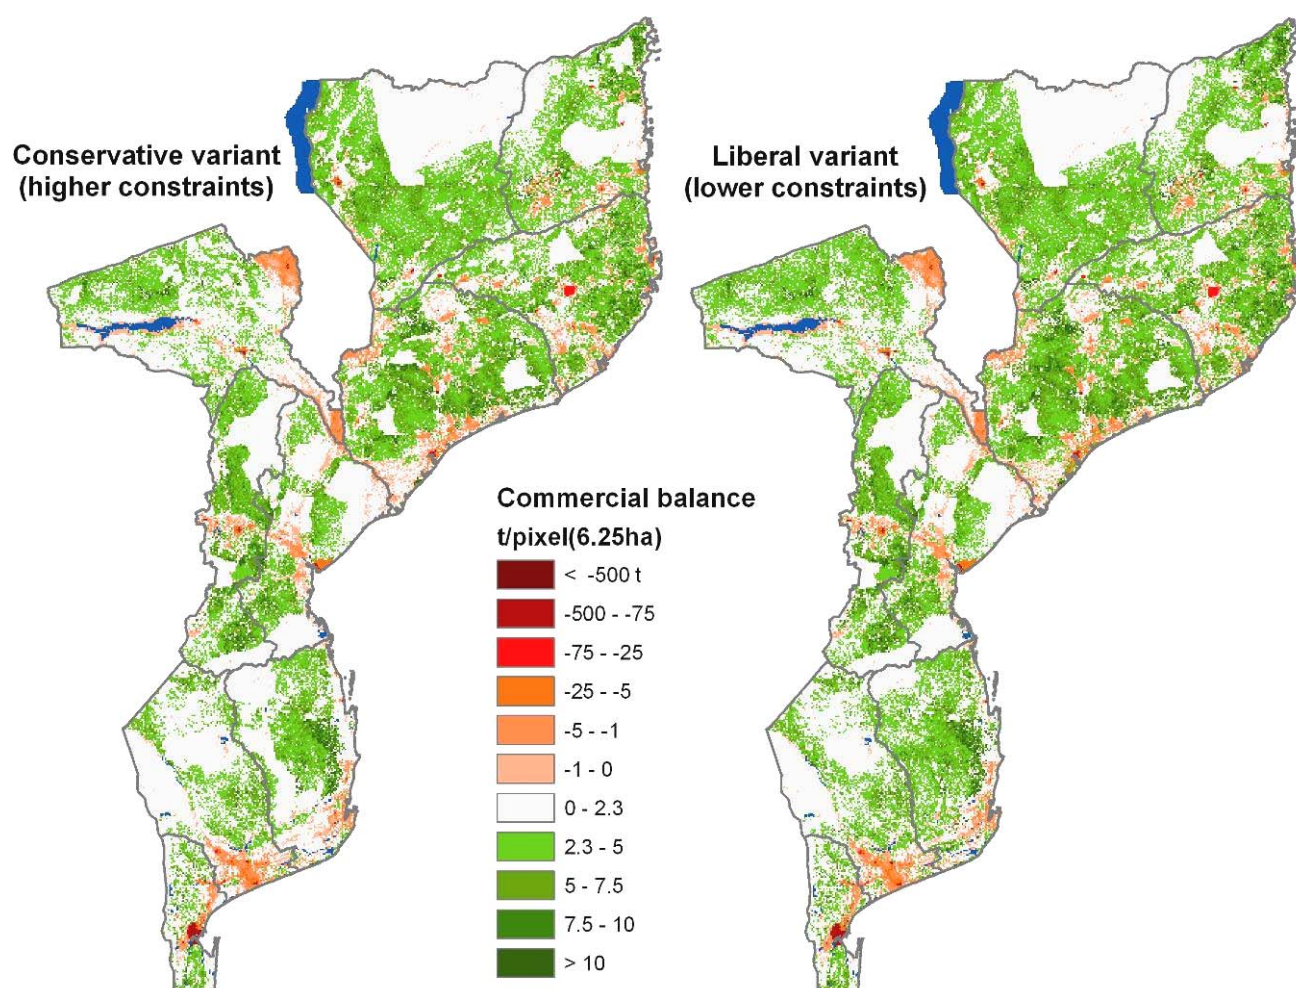 Conservative variant
(higher constraints)
Liberal variant
(lower constraints)
Commercial balance
t/pixel(6.25ha)
< -500 t
-500 - -75
-75 - -25
-25 - -5
-5 - -1
-1 - 0
0 - 2.3
2.3 - 5
5 - 7.5
7.5 - 10
> 10